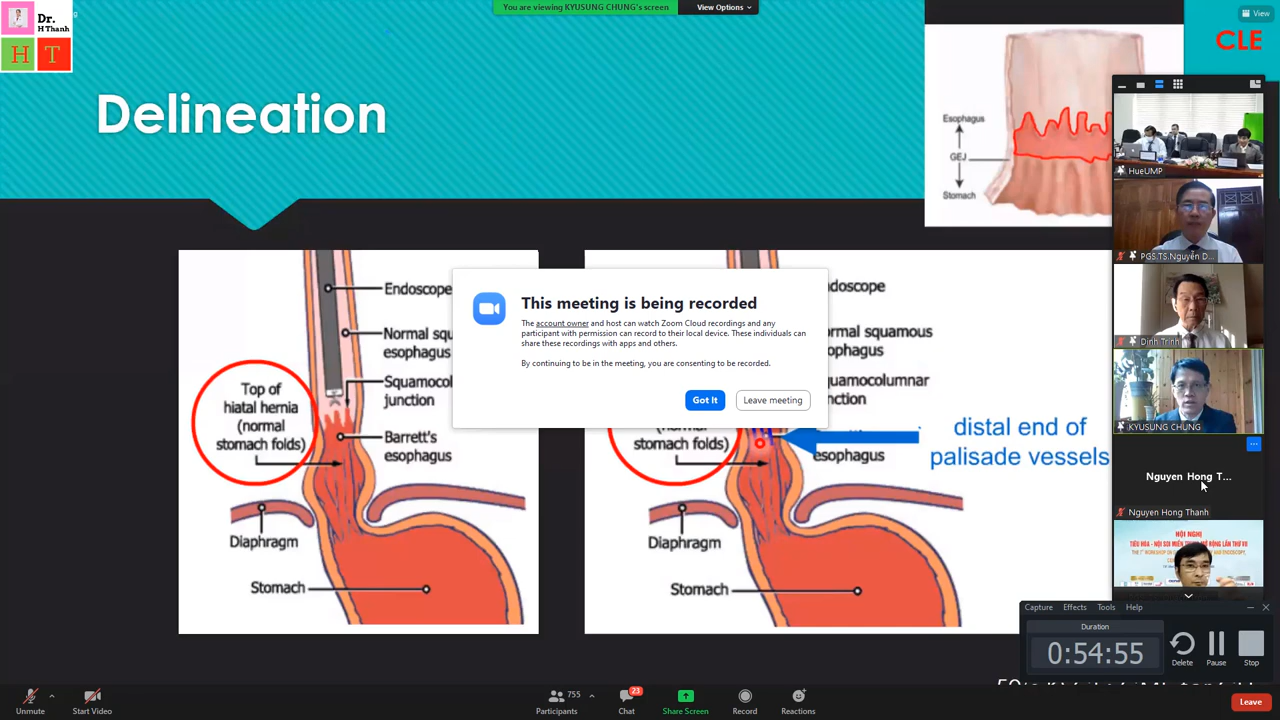 Dr.
H Thanh
H T
You are viewing KYUSUNG CHUNG's screen
View Options
View
CLE
Delineation
Esophagus
GEJ
Stomach
HueUMP
PGS.TS.Nguyễn D...
Dinh Trinh
KYUSUNG CHUNG
Nguyen Hong T...
Nguyen Hong Thanh
HỘI NGHỊ
Endoscope
Normal squamous
esophagus
Squamocol
junction
Barrett's
esophagus
Top of
hiatal hernia
(normal
stomach folds)
Diaphragm
Stomach
This meeting is being recorded
The account owner and host can watch Zoom Cloud recordings and any
participant with permission can record to their local device. These individuals can
share these recordings with apps and others.
By continuing to be in the meeting, you are consenting to be recorded.
Got It
Leave meeting
doscope
rmal squamous
esophagus
uamocolumnar
nction
esophagus
(normal
stomach folds)
Diaphragm
Stomach
distal end of
palisade vessels
Capture Effects Tools Help
Duration
0:54:55
Delete Pause Stop
Unmute
Start Video
755
Participants
23
Chat
Share Screen
Record
Reactions
Leave